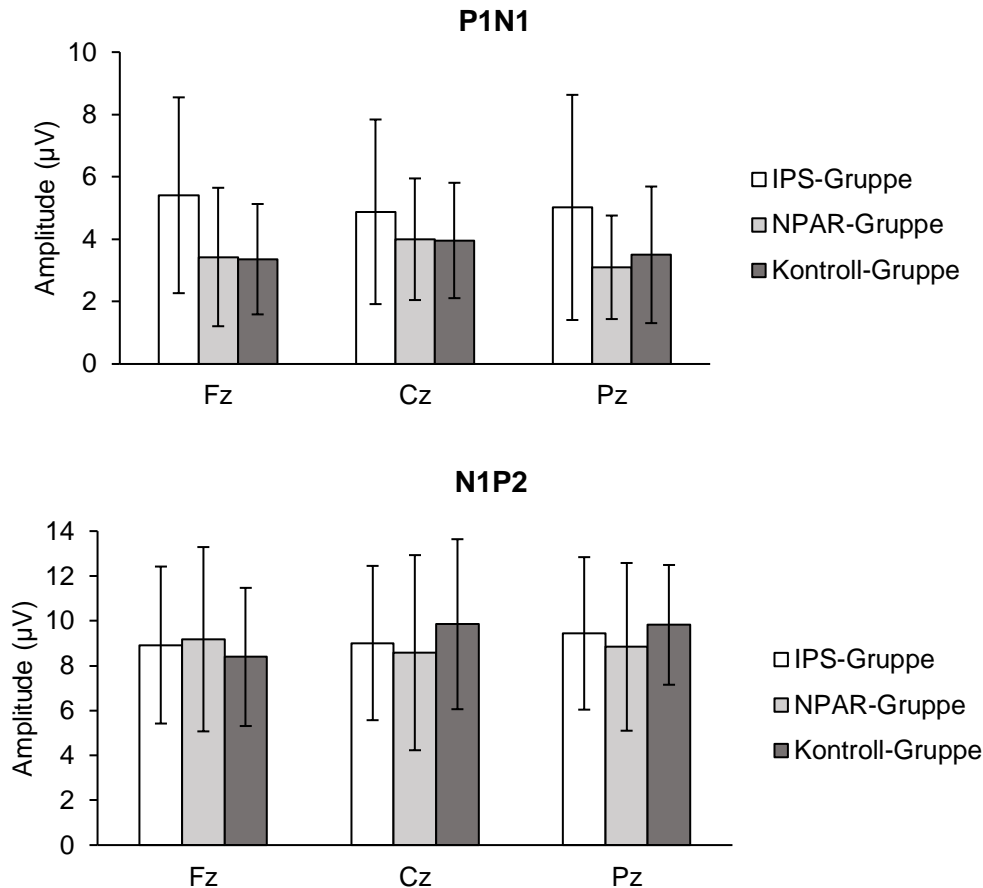 P1N1
10
8
6
4
2
0
Amplitude (µV)
Fz Cz Pz
IPS-Gruppe
NPAR-Gruppe
Kontroll-Gruppe
N1P2
14
12
10
8
6
4
2
0
Amplitude (µV)
Fz Cz Pz
IPS-Gruppe
NPAR-Gruppe
Kontroll-Gruppe